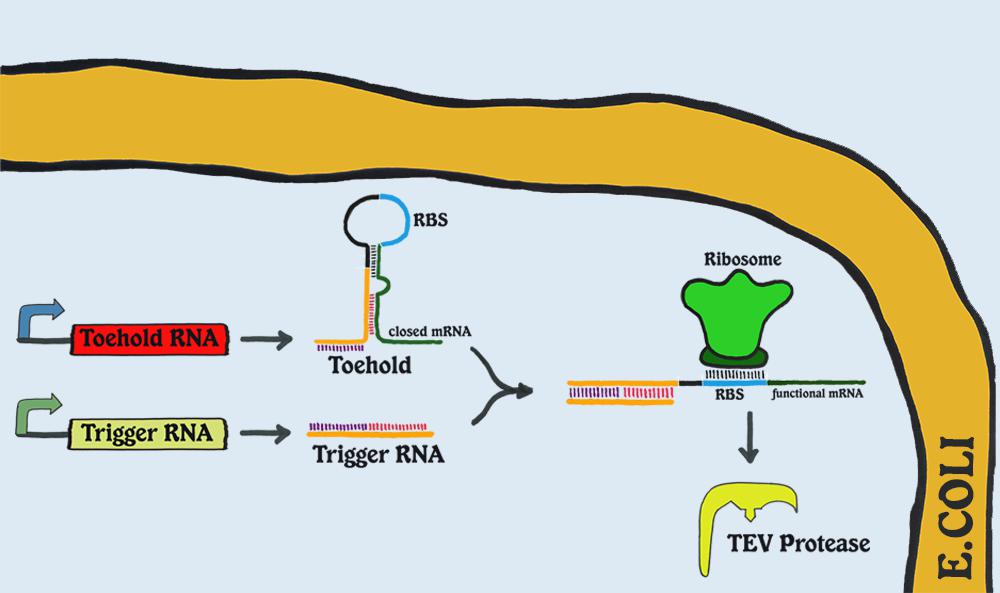 RBS
Ribosome
Toehold RNA
closed mRNA
Toehold
RBS
functional mRNA
Trigger RNA
Trigger RNA
TEV Protease
E.COLI